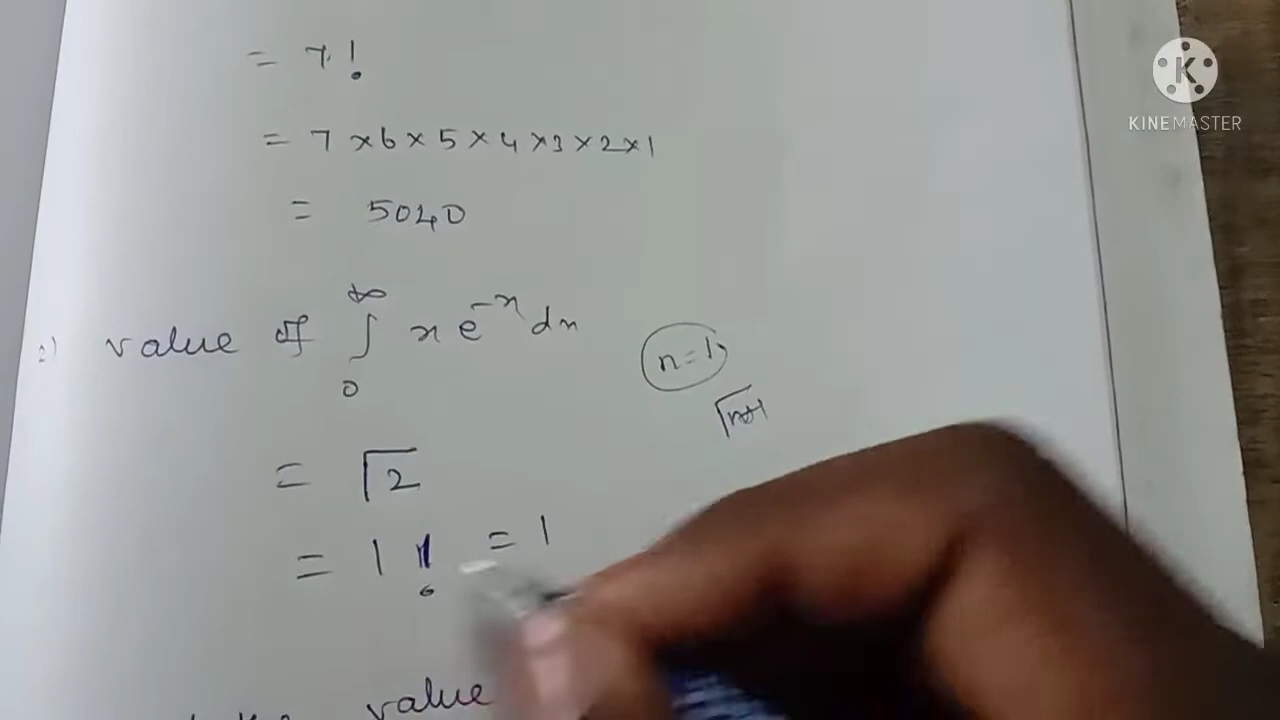 = 7!
= 7 × 6 × 5 × 4 × 3 × 2 × 1
= 5040
2) value of ∫₀^∞ x e^{-x} dx
n=1
Γn+1
= Γ2
= 1! = 1
value
K
KINEMASTER